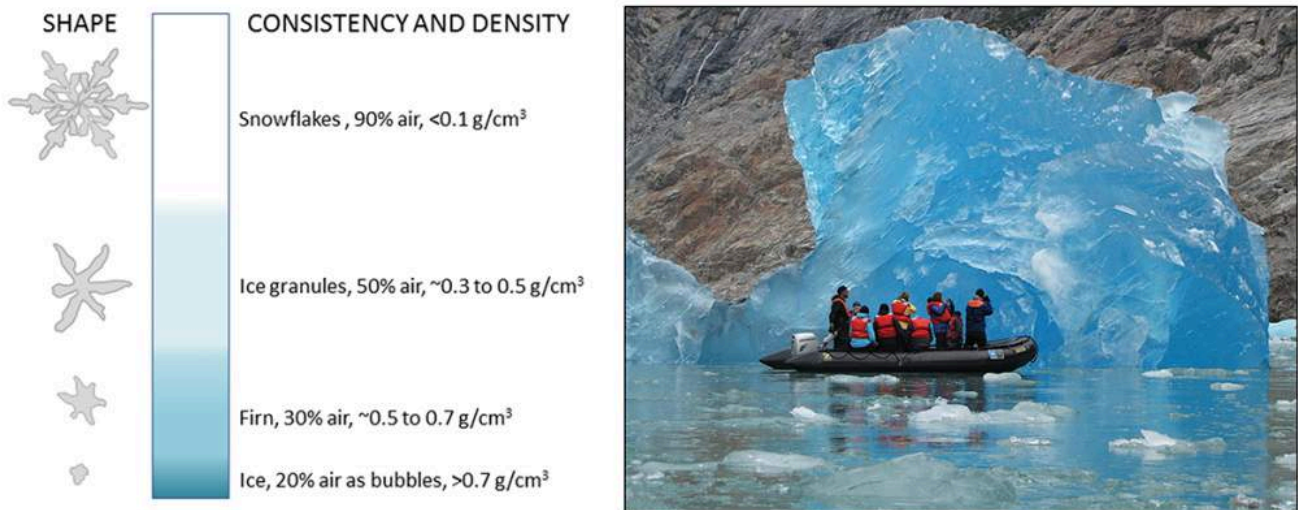 SHAPE
CONSISTENCY AND DENSITY
Snowflakes , 90% air, <0.1 g/cm³
Ice granules, 50% air, ~0.3 to 0.5 g/cm³
Firn, 30% air, ~0.5 to 0.7 g/cm³
Ice, 20% air as bubbles, >0.7 g/cm³